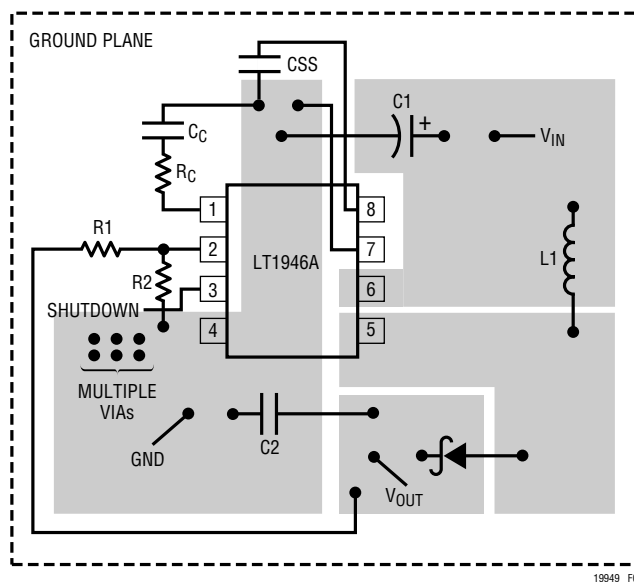 GROUND PLANE
CSS
C1
+
VIN
CC
RC
1
8
R1
2
7
L1
LT1946A
R2
3
6
SHUTDOWN
4
5
MULTIPLE
VIAs
C2
GND
VOUT
19949 F